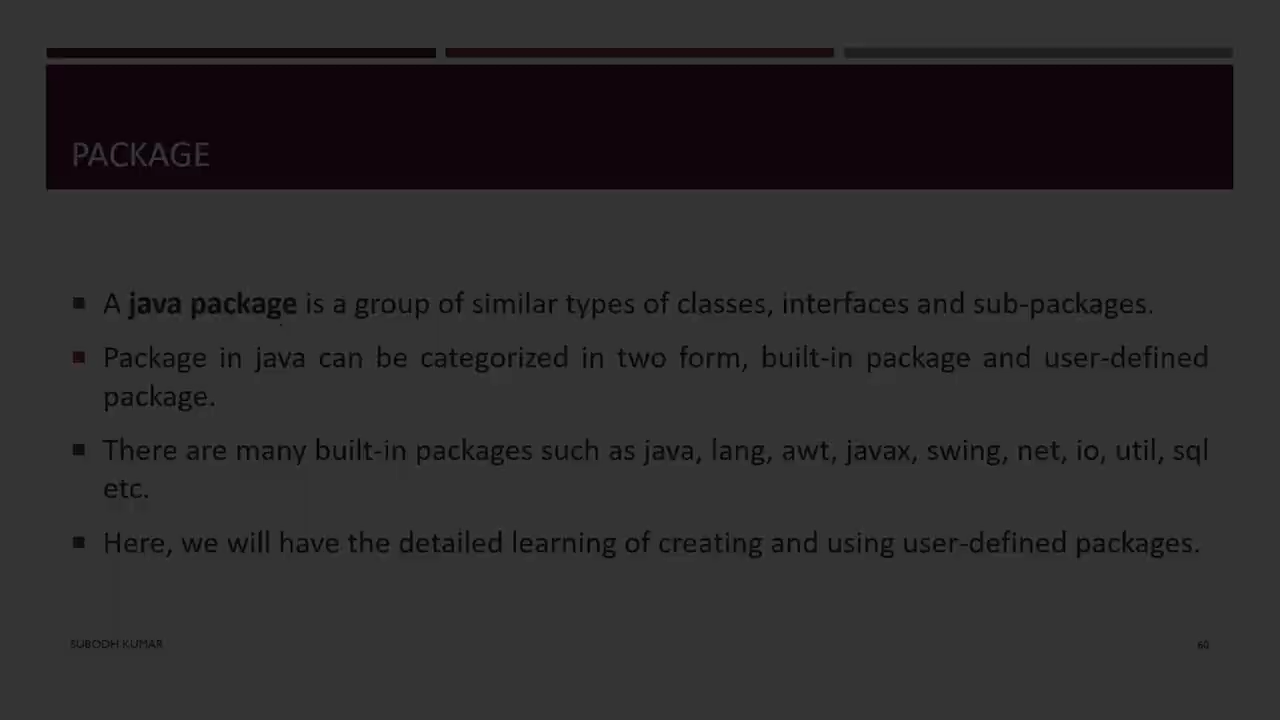 PACKAGE
A java package is a group of similar types of classes, interfaces and sub-packages.
Package in java can be categorized in two form, built-in package and user-defined
package.
There are many built-in packages such as java, lang, awt, javax, swing, net, io, util, sql
etc.
Here, we will have the detailed learning of creating and using user-defined packages.
SUBODH KUMAR
60